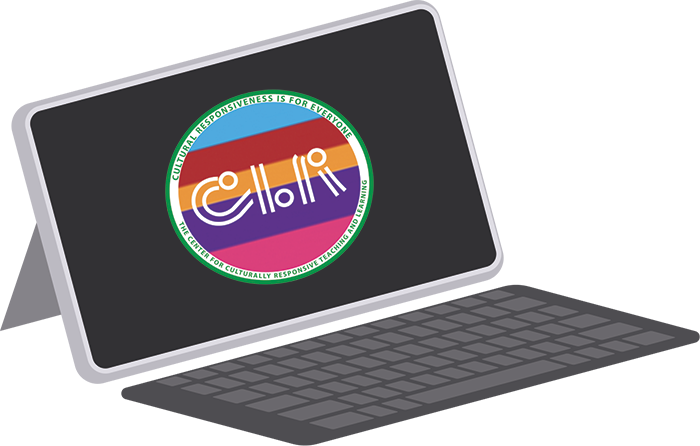 CULTURAL RESPONSIVENESS IS FOR EVERYONE
CLR
THE CENTER FOR CULTURALLY RESPONSIVE TEACHING AND LEARNING